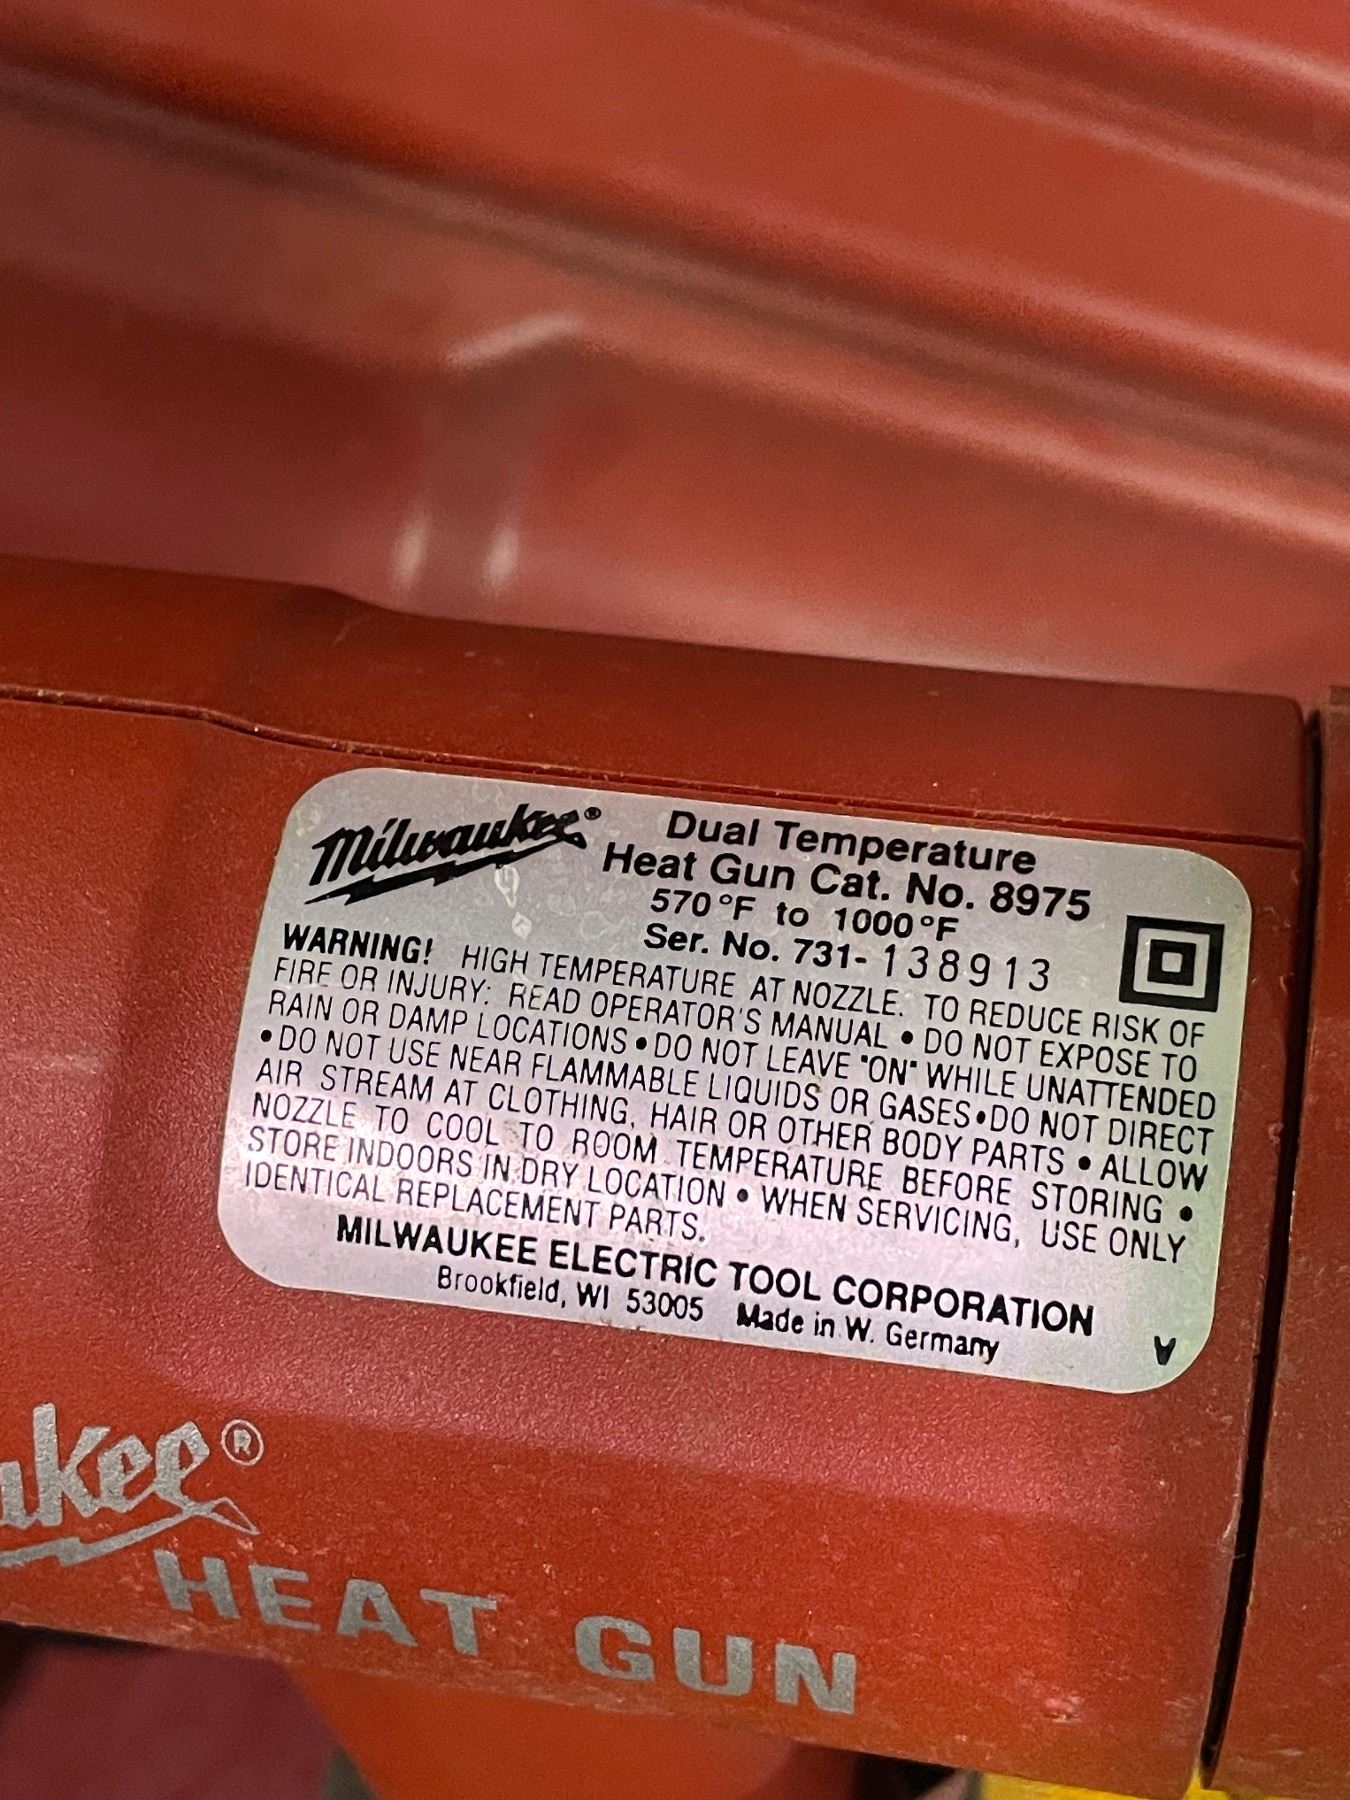 Milwaukee® Dual Temperature
Heat Gun Cat. No. 8975
570°F to 1000°F
Ser. No. 731-138913
WARNING! HIGH TEMPERATURE AT NOZZLE. TO REDUCE RISK OF
FIRE OR INJURY: READ OPERATOR'S MANUAL • DO NOT EXPOSE TO
RAIN OR DAMP LOCATIONS • DO NOT LEAVE "ON" WHILE UNATTENDED
• DO NOT USE NEAR FLAMMABLE LIQUIDS OR GASES • DO NOT DIRECT
AIR STREAM AT CLOTHING, HAIR OR OTHER BODY PARTS • ALLOW
NOZZLE TO COOL TO ROOM TEMPERATURE BEFORE STORING •
STORE INDOORS IN DRY LOCATION • WHEN SERVICING, USE ONLY
IDENTICAL REPLACEMENT PARTS.
MILWAUKEE ELECTRIC TOOL CORPORATION
Brookfield, WI 53005 Made in W. Germany
ukee®
HEAT GUN